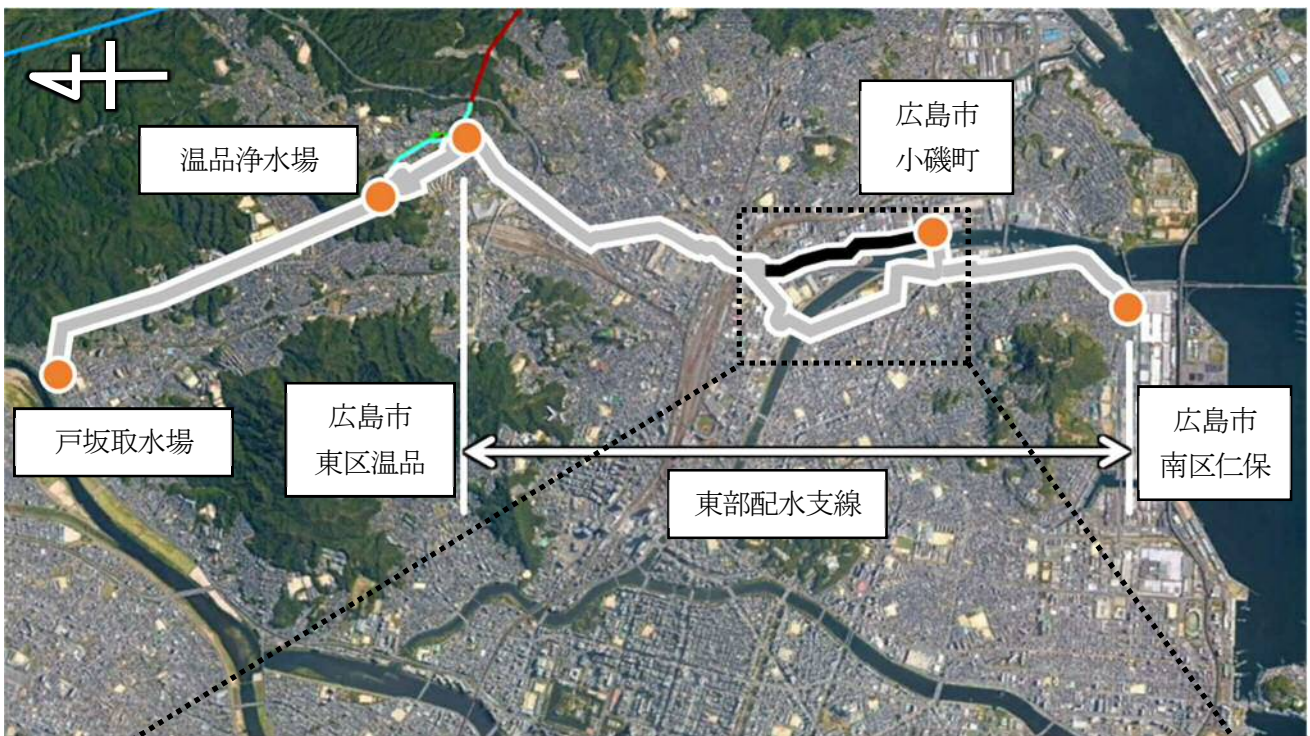 温品浄水場
広島市
小磯町
戸坂取水場
広島市
東区温品
東部配水支線
広島市
南区仁保